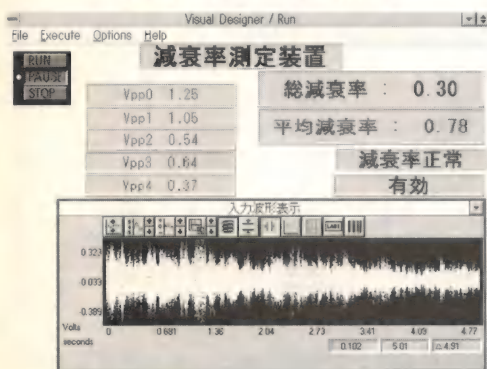 Visual Designer / Run
File Execute Options Help
RUN
PAUSE
STOP
減衰率測定装置
Vpp0 1.25
Vpp1 1.05
Vpp2 0.54
Vpp3 0.64
Vpp4 0.37
総減衰率 : 0.30
平均減衰率 : 0.78
減衰率正常
有効
入力波形表示
LAST
0.323
-0.033
-0.389
Volts
0 0.681 1.36 2.04 2.73 3.41 4.09 4.77
seconds
0.102 5.01 4.91